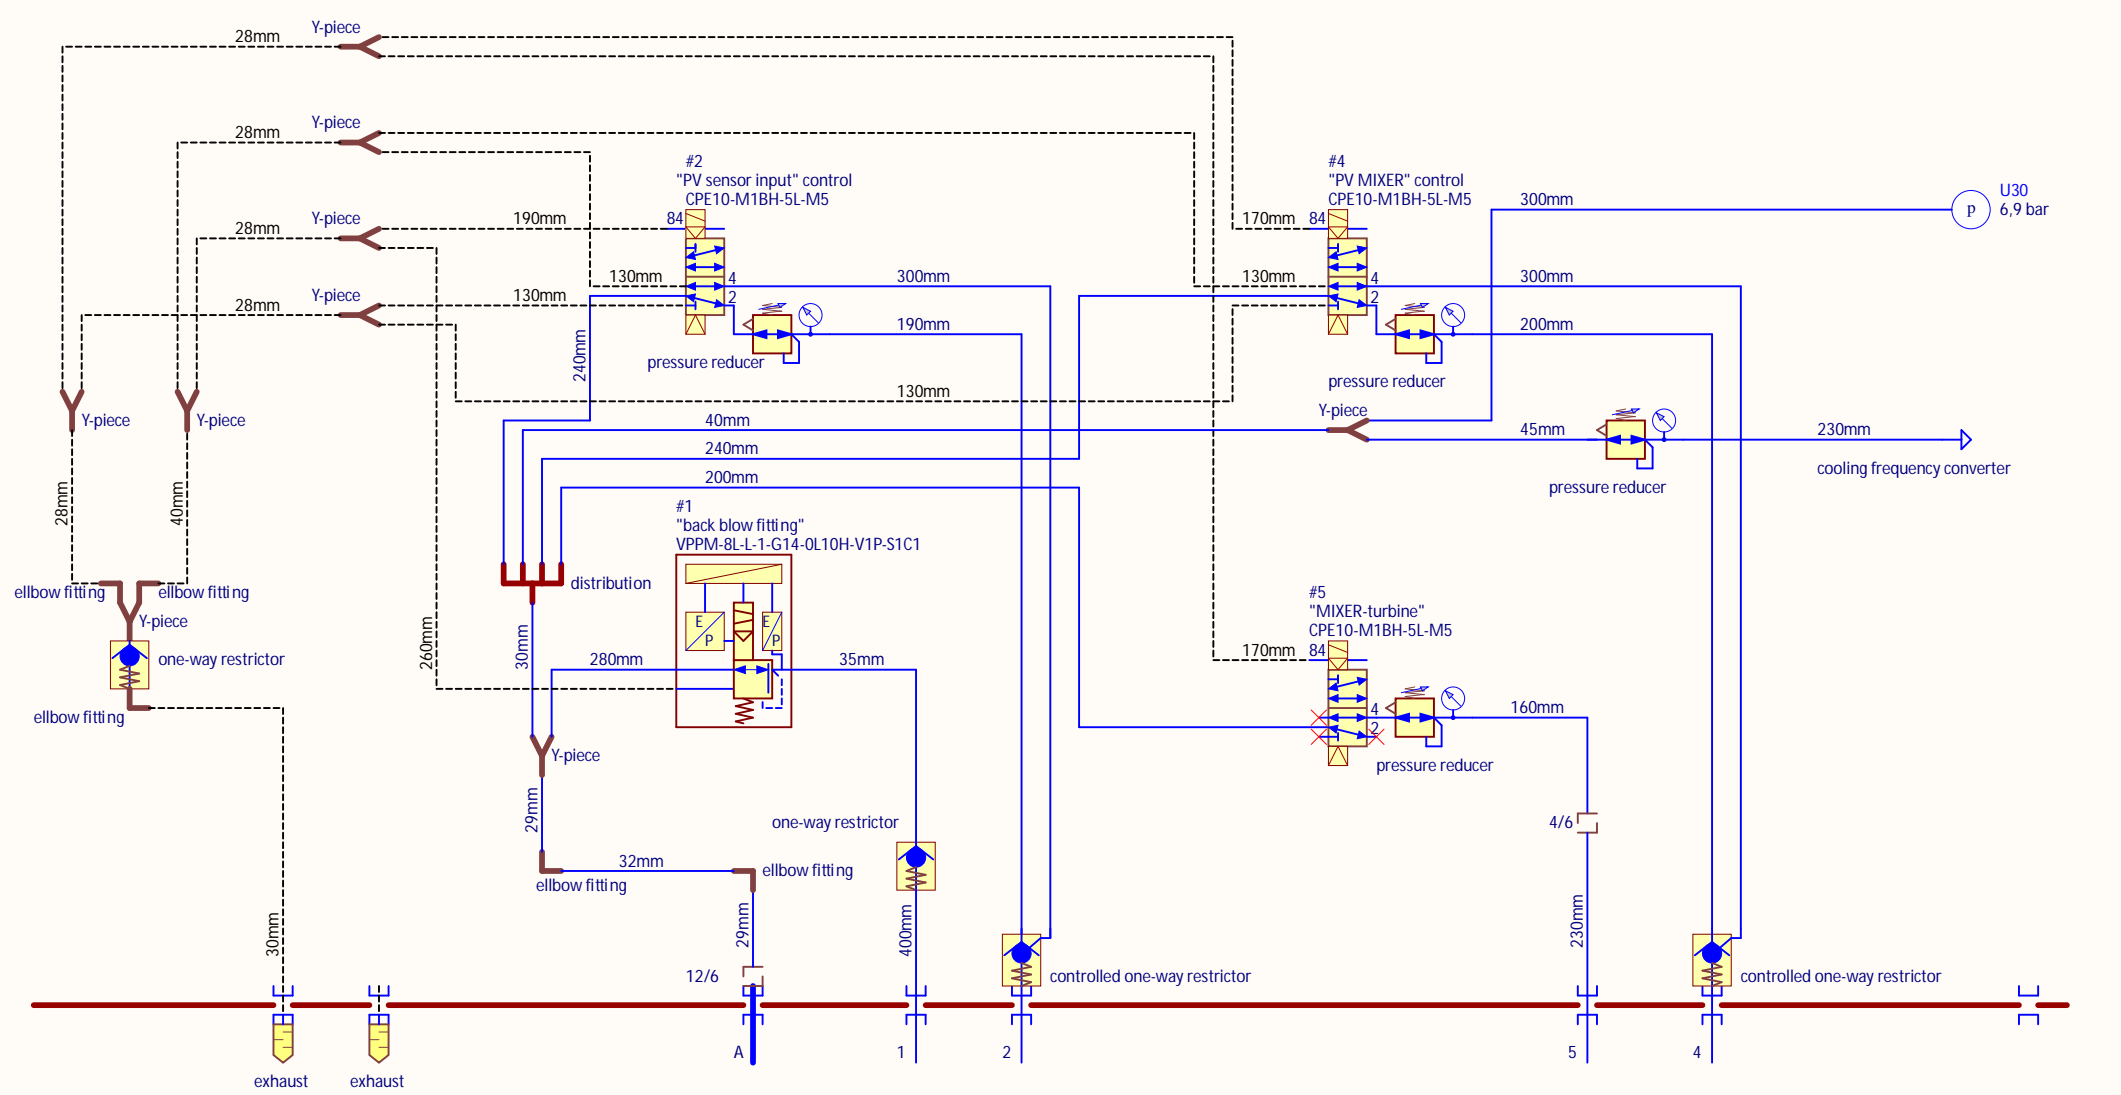 Y-piece
28mm
Y-piece
28mm
#2
"PV sensor input" control
CPE10-M1BH-5L-M5
#4
"PV MIXER" control
CPE10-M1BH-5L-M5
U30
6,9 bar
p
300mm
Y-piece
28mm
190mm
84
170mm
84
130mm
4
300mm
130mm
4
300mm
Y-piece
28mm
130mm
2
2
190mm
200mm
240mm
pressure reducer
pressure reducer
130mm
Y-piece
Y-piece
40mm
Y-piece
45mm
230mm
240mm
cooling frequency converter
200mm
pressure reducer
28mm
40mm
#1
"back blow fitting"
VPPM-8L-L-1-G14-0L10H-V1P-S1C1
distribution
ellbow fitting
ellbow fitting
Y-piece
#5
"MIXER-turbine"
CPE10-M1BH-5L-M5
E
P
E
P
260mm
30mm
280mm
35mm
170mm
84
one-way restrictor
ellbow fitting
4
2
160mm
Y-piece
pressure reducer
29mm
one-way restrictor
4/6
32mm
ellbow fitting
ellbow fitting
30mm
29mm
400mm
230mm
12/6
controlled one-way restrictor
controlled one-way restrictor
A
1
2
5
4
exhaust
exhaust